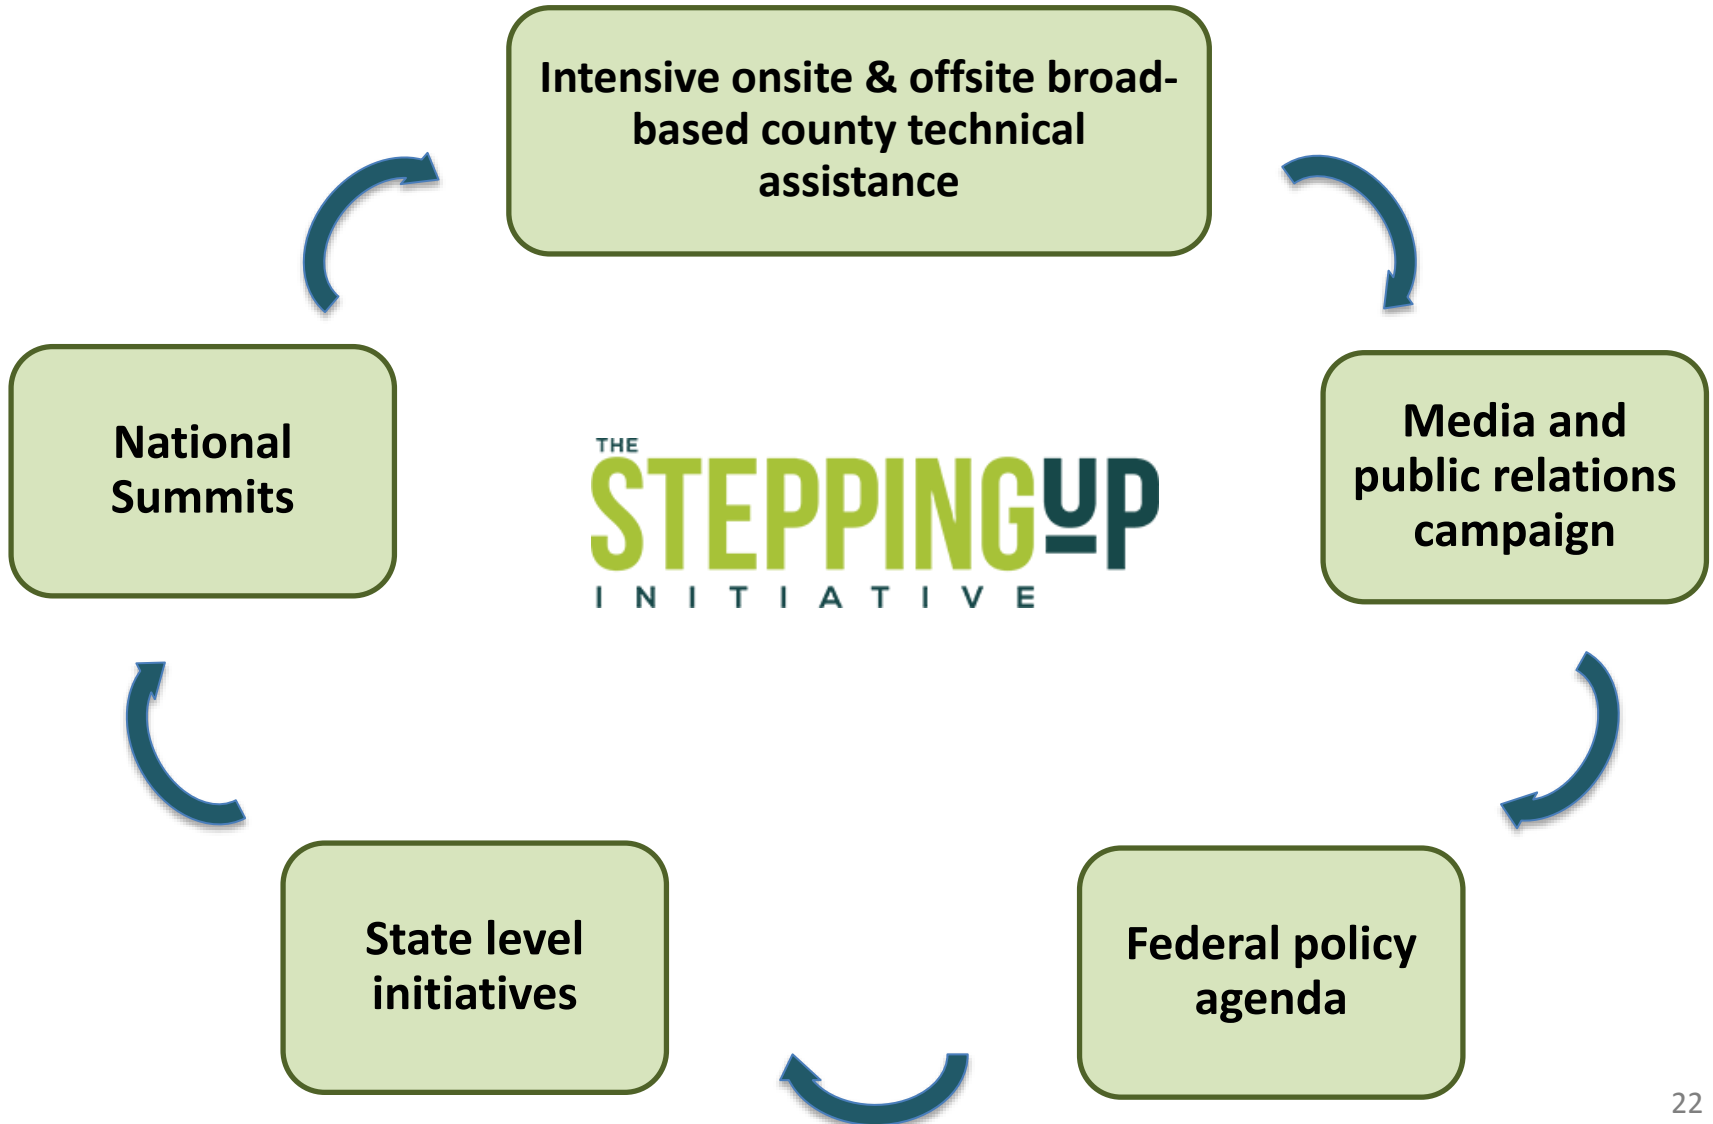 Intensive onsite & offsite broad-
based county technical
assistance
National
Summits
THE
STEPPINGUP
INITIATIVE
Media and
public relations
campaign
State level
initiatives
Federal policy
agenda
22